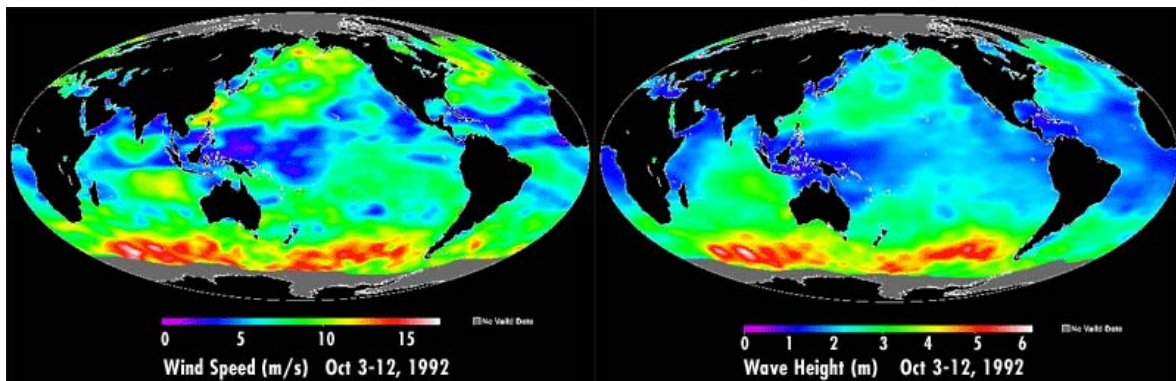 0 5 10 15
No Valid Data
Wind Speed (m/s) Oct 3-12, 1992
0 1 2 3 4 5 6
No Valid Data
Wave Height (m) Oct 3-12, 1992